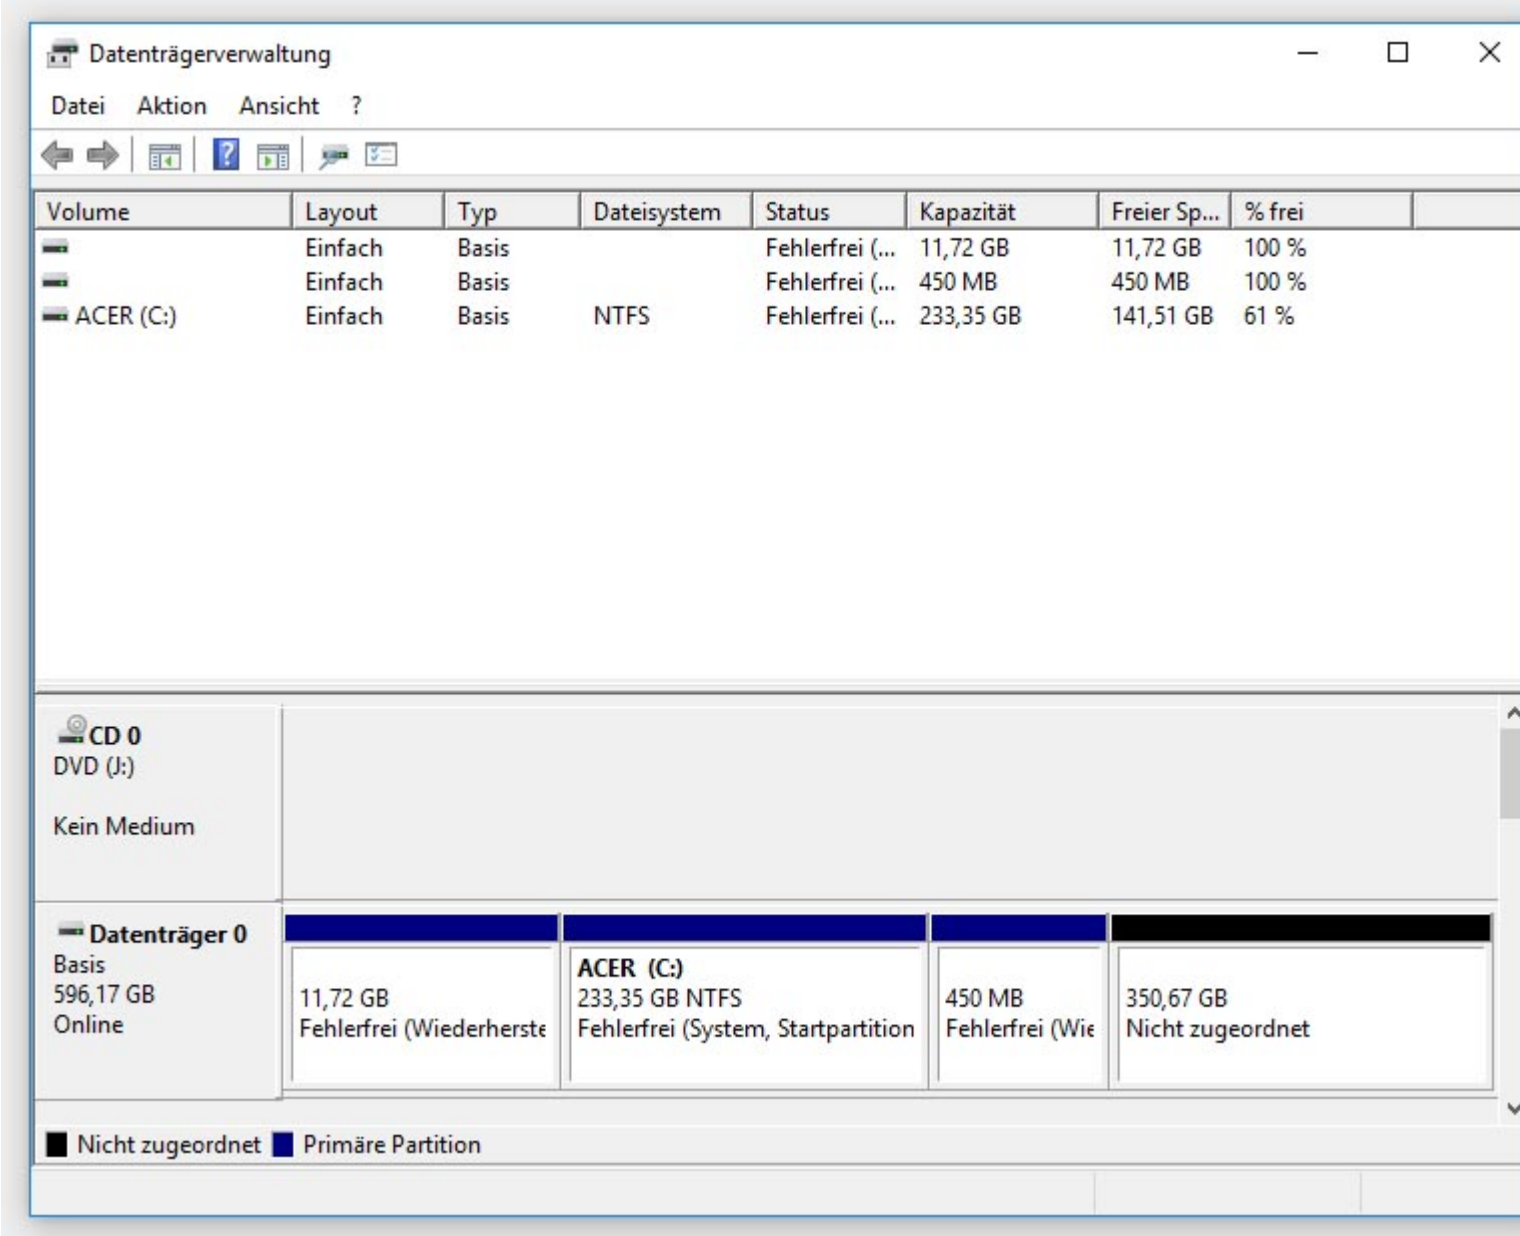 Datenträgerverwaltung
Datei Aktion Ansicht ?
Volume Layout Typ Dateisystem Status Kapazität Freier Sp... % frei
Einfach Basis Fehlerfrei (... 11,72 GB 11,72 GB 100 %
Einfach Basis Fehlerfrei (... 450 MB 450 MB 100 %
ACER (C:) Einfach Basis NTFS Fehlerfrei (... 233,35 GB 141,51 GB 61 %
CD 0
DVD (J:)
Kein Medium
Datenträger 0
Basis
596,17 GB
Online
11,72 GB
Fehlerfrei (Wiederherste
ACER (C:)
233,35 GB NTFS
Fehlerfrei (System, Startpartition
450 MB
Fehlerfrei (Wie
350,67 GB
Nicht zugeordnet
Nicht zugeordnet Primäre Partition